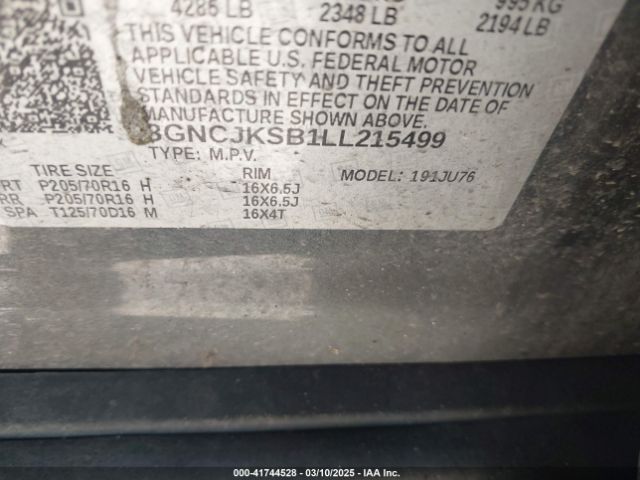 4285 LB 2348 LB 2194 LB
THIS VEHICLE CONFORMS TO ALL
APPLICABLE U.S. FEDERAL MOTOR
VEHICLE SAFETY AND THEFT PREVENTION
STANDARDS IN EFFECT ON THE DATE OF
MANUFACTURE SHOWN ABOVE.
3GNCJKSB1LL215499
TYPE: M.P.V.
TIRE SIZE RIM MODEL: 191JU76
RT P205/70R16 H 16X6.5J
RR P205/70R16 H 16X6.5J
SPA T125/70D16 M 16X4T
000-41744528 — 03/10/2025 — IAA Inc.